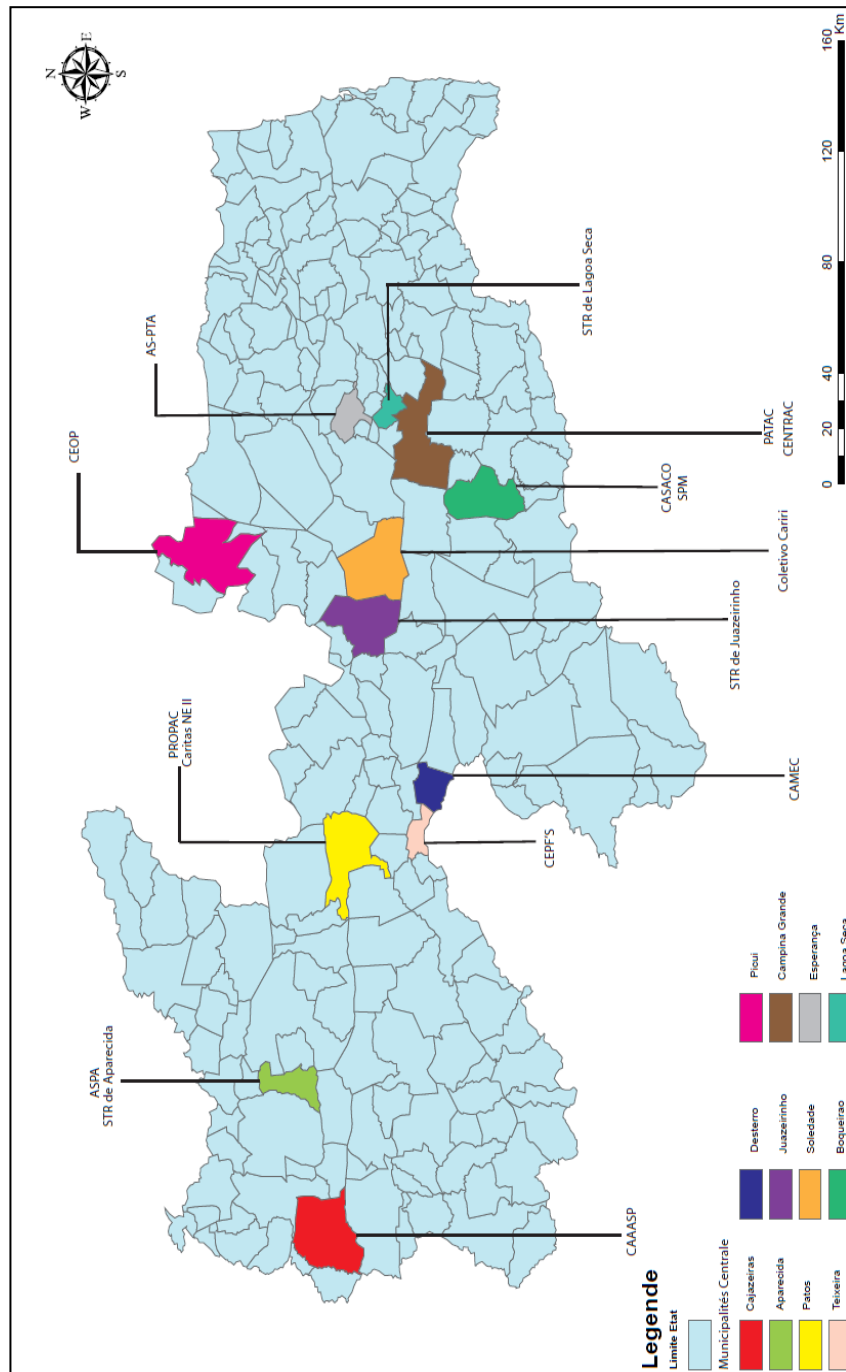 N
E
W
S
CEOP
AS-PTA
PROPAC
Caritas NE II
ASPA
STR de Aparecida
STR de Lagoa Seca
PATAC
CENTRAC
CASACO
SPM
Coletivo Cariri
STR de Juazeirinho
CAMEC
CEPF'S
CAAASP
Legende
Limite Etat
Municipalités Centrale
Cajazeiras
Aparecida
Patos
Teixeira
Desterro
Juazeirinho
Soledade
Boqueirao
Picui
Campina Grande
Esperança
Lagoa Seca
0 20 40 80 120 160
Km